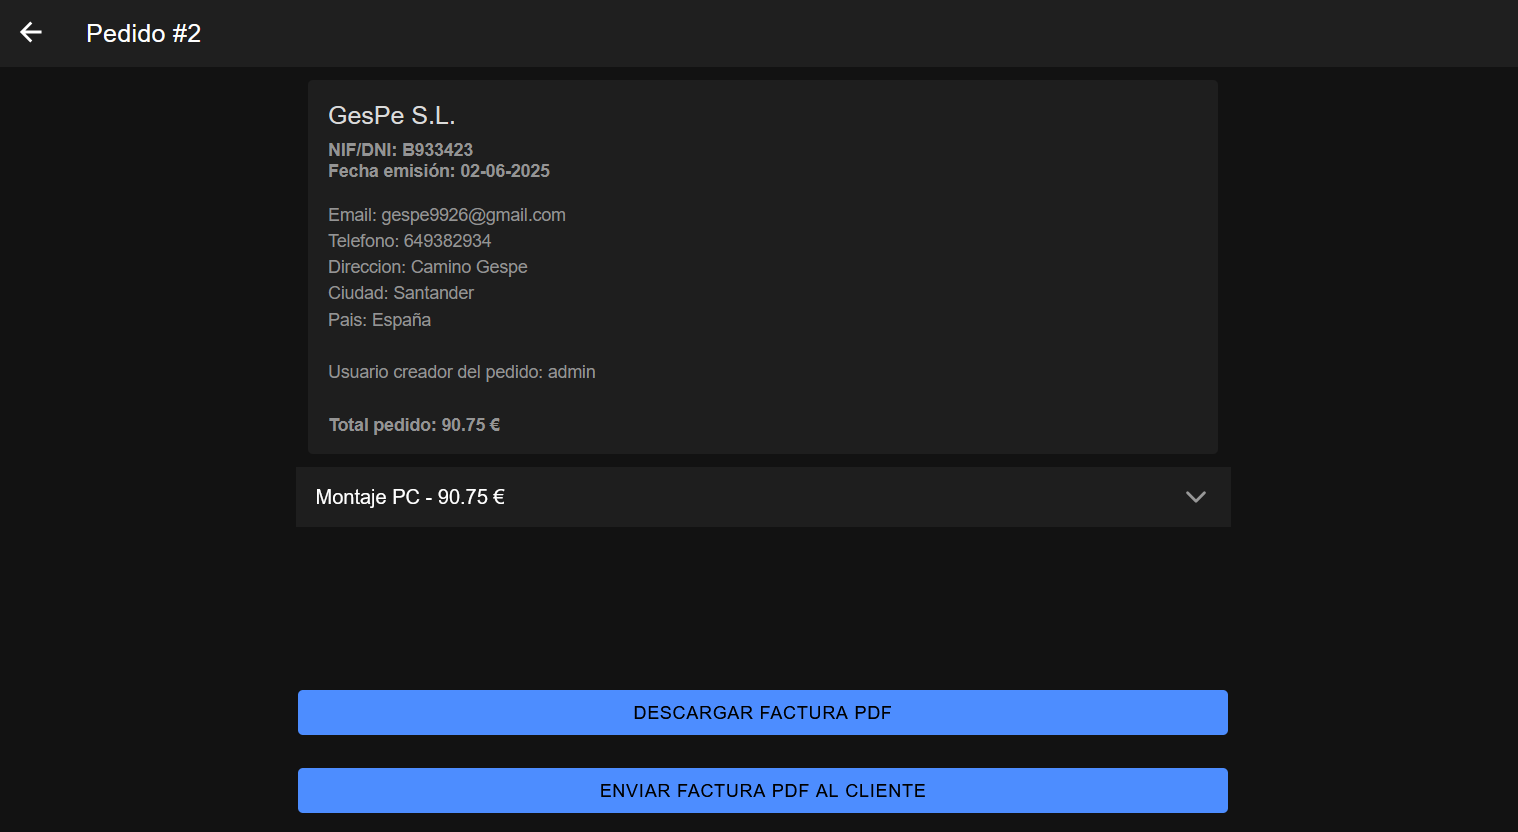 Pedido #2
GesPe S.L.
NIF/DNI: B933423
Fecha emisión: 02-06-2025
Email: gespe9926@gmail.com
Telefono: 649382934
Direccion: Camino Gespe
Ciudad: Santander
Pais: España
Usuario creador del pedido: admin
Total pedido: 90.75 €
Montaje PC - 90.75 €
DESCARGAR FACTURA PDF
ENVIAR FACTURA PDF AL CLIENTE